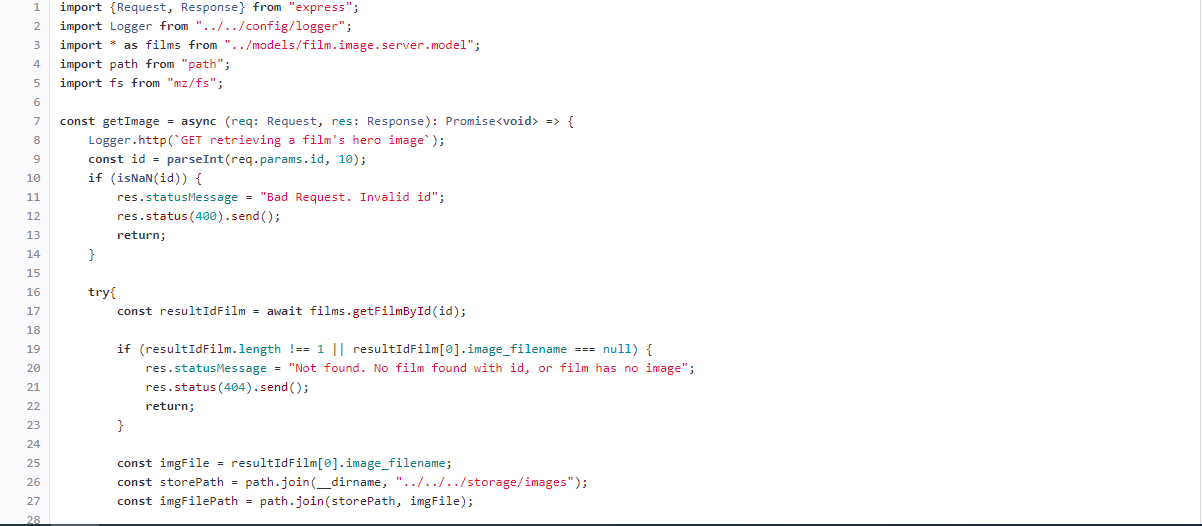 1 import {Request, Response} from "express";
2 import Logger from "../../config/logger";
3 import * as films from "../models/film.image.server.model";
4 import path from "path";
5 import fs from "mz/fs";
6
7 const getImage = async (req: Request, res: Response): Promise<void> => {
8     Logger.http(`GET retrieving a film's hero image`);
9     const id = parseInt(req.params.id, 10);
10     if (isNaN(id)) {
11         res.statusMessage = "Bad Request. Invalid id";
12         res.status(400).send();
13         return;
14     }
15
16     try{
17         const resultIdFilm = await films.getFilmById(id);
18
19         if (resultIdFilm.length !== 1 || resultIdFilm[0].image_filename === null) {
20             res.statusMessage = "Not found. No film found with id, or film has no image";
21             res.status(404).send();
22             return;
23         }
24
25         const imgFile = resultIdFilm[0].image_filename;
26         const storePath = path.join(__dirname, "../../../storage/images");
27         const imgFilePath = path.join(storePath, imgFile);
28